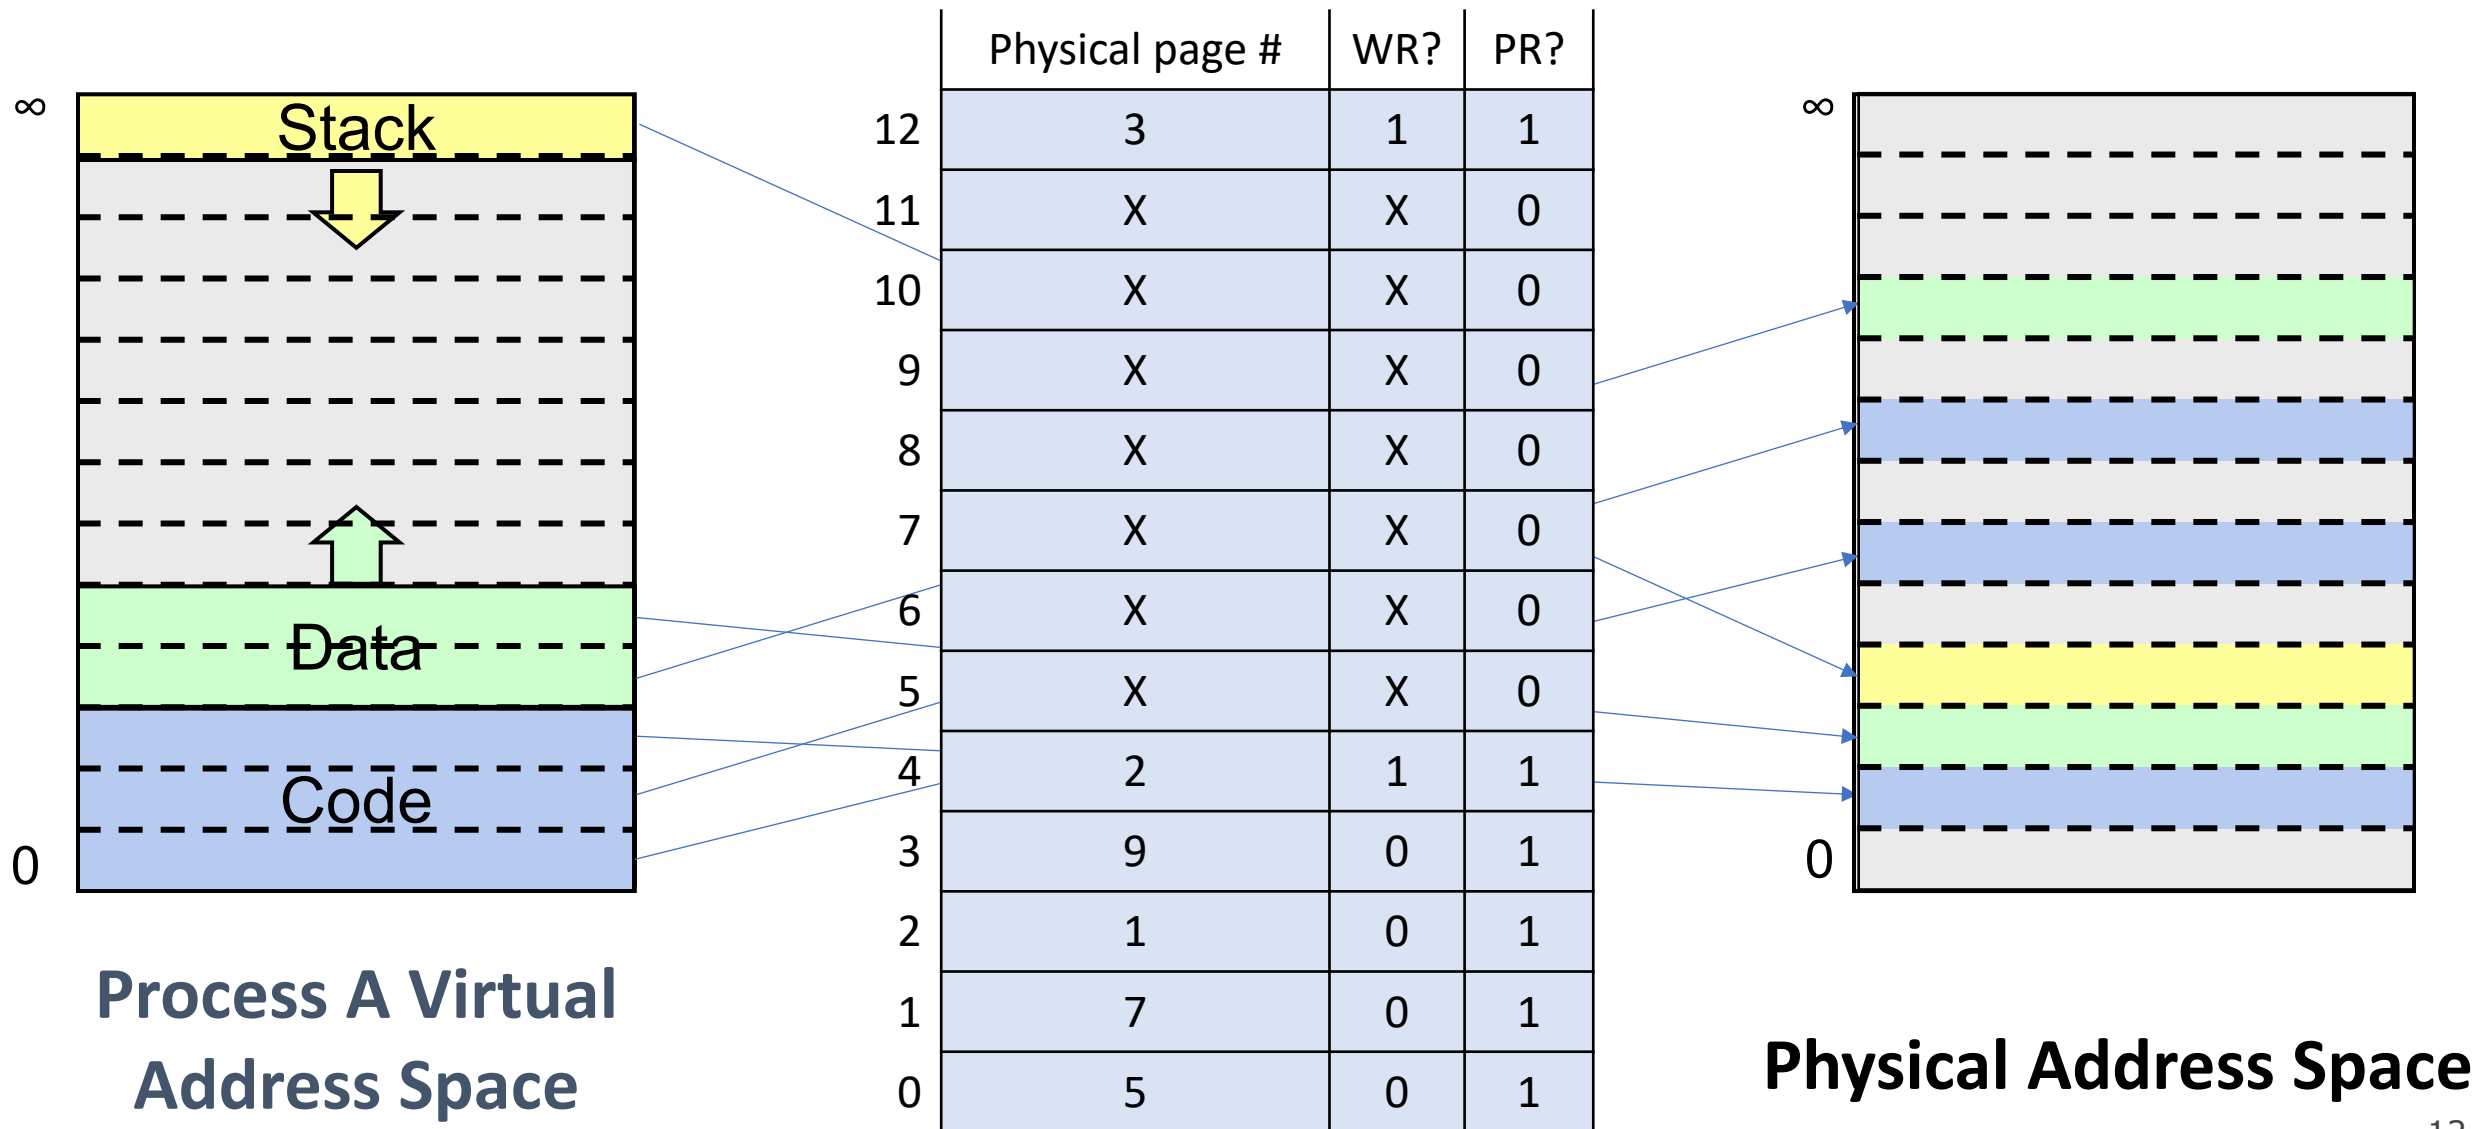 Physical page # WR? PR?
∞ Stack
12 3 1 1
∞
11 X X 0
10 X X 0
9 X X 0
8 X X 0
7 X X 0
6 X X 0
Data
5 X X 0
4 2 1 1
Code
3 9 0 1
0
0
2 1 0 1
1 7 0 1
0 5 0 1
Process A Virtual
Address Space
Physical Address Space